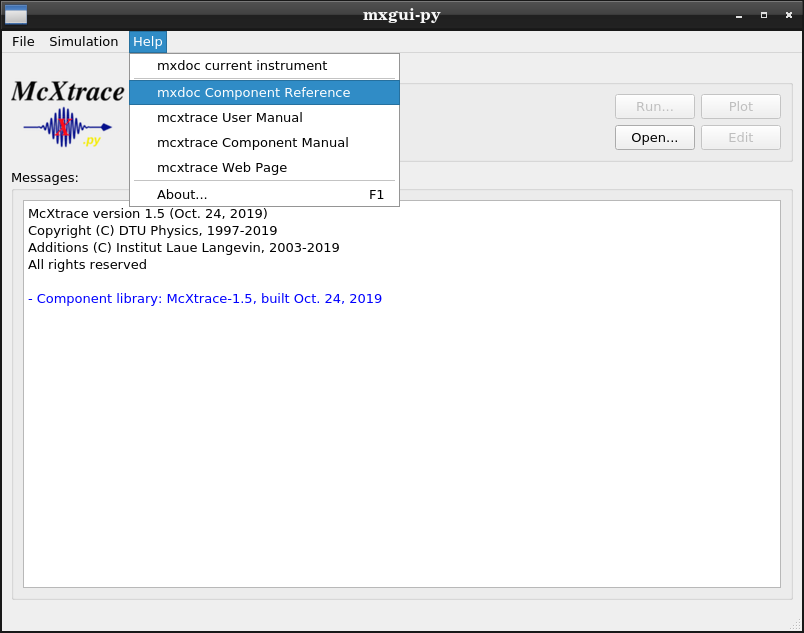 mxgui-py
File Simulation Help
mxdoc current instrument
mxdoc Component Reference
mcxtrace User Manual
mcxtrace Component Manual
mcxtrace Web Page
About... F1
McXtrace
X
.py
Run... Plot
Open... Edit
Messages:
McXtrace version 1.5 (Oct. 24, 2019)
Copyright (C) DTU Physics, 1997-2019
Additions (C) Institut Laue Langevin, 2003-2019
All rights reserved
- Component library: McXtrace-1.5, built Oct. 24, 2019